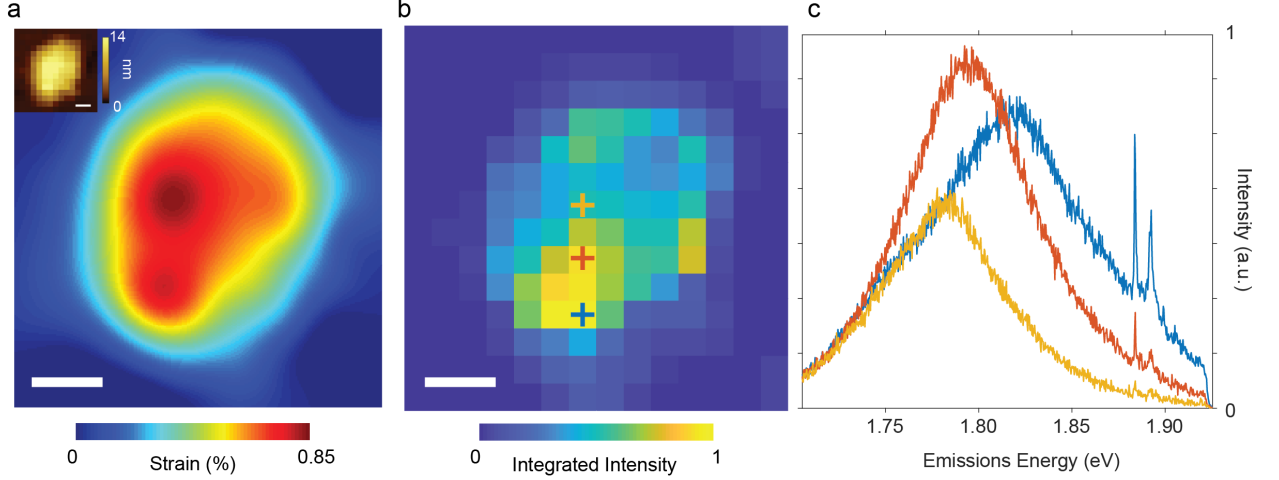 a
14
nm
0
0
Strain (%)
0.85
b
0
Integrated Intensity
1
c
1
Intensity (a.u.)
0
1.75
1.80
1.85
1.90
Emissions Energy (eV)